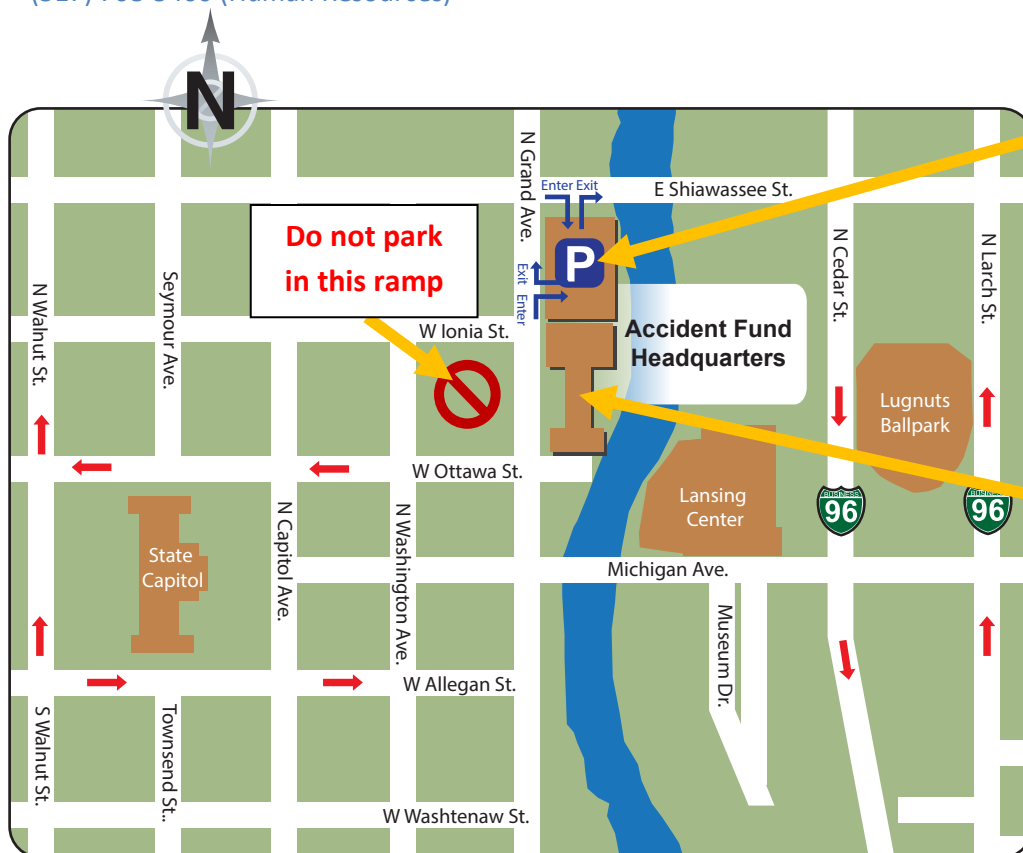 N
N Grand Ave.
Enter Exit
E Shiawassee St.
Do not park
in this ramp
P
Exit
Enter
N Walnut St.
Seymour Ave.
W Ionia St.
Accident Fund
Headquarters
N Cedar St.
N Larch St.
Lugnuts
Ballpark
W Ottawa St.
Lansing
Center
BUSINESS
96
BUSINESS
96
State
Capitol
N Capitol Ave.
N Washington Ave.
Michigan Ave.
Museum Dr.
W Allegan St.
S Walnut St.
Townsend St..
W Washtenaw St.